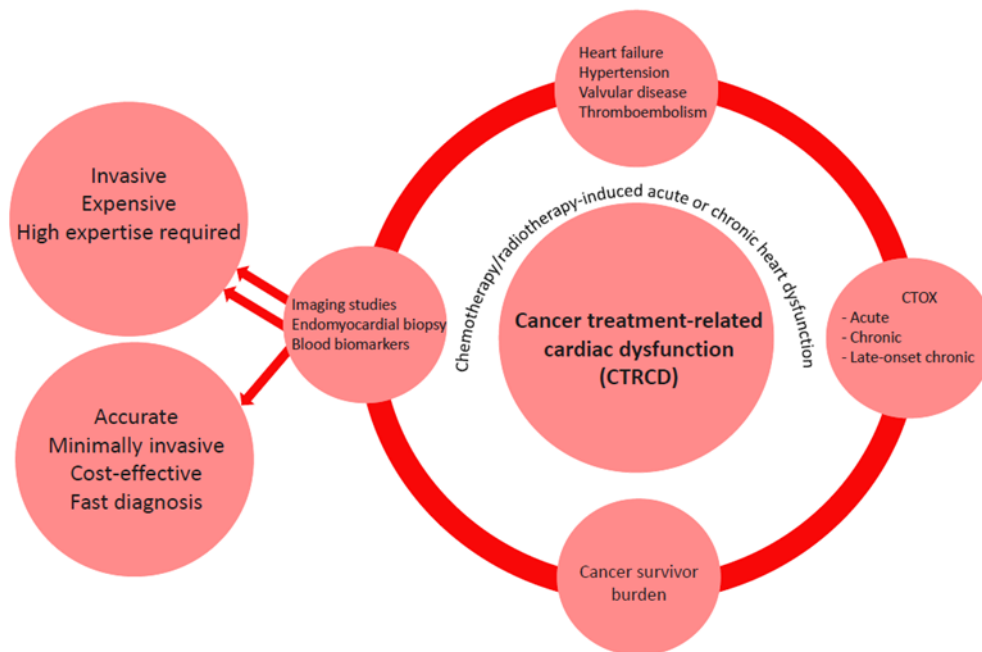 Heart failure
Hypertension
Valvular disease
Thromboembolism
Invasive
Expensive
High expertise required
Chemotherapy/radiotherapy-induced acute or chronic heart dysfunction
Imaging studies
Endomyocardial biopsy
Blood biomarkers
Cancer treatment-related
cardiac dysfunction
(CTRCD)
CTOX
- Acute
- Chronic
- Late-onset chronic
Accurate
Minimally invasive
Cost-effective
Fast diagnosis
Cancer survivor
burden